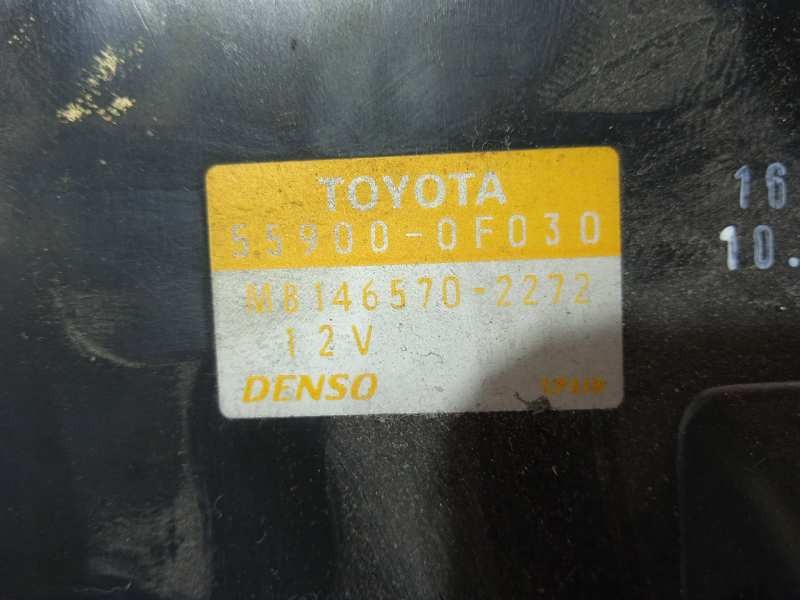 TOYOTA
55900-0F030
MB146570-2272
12V
DENSO
16
10.